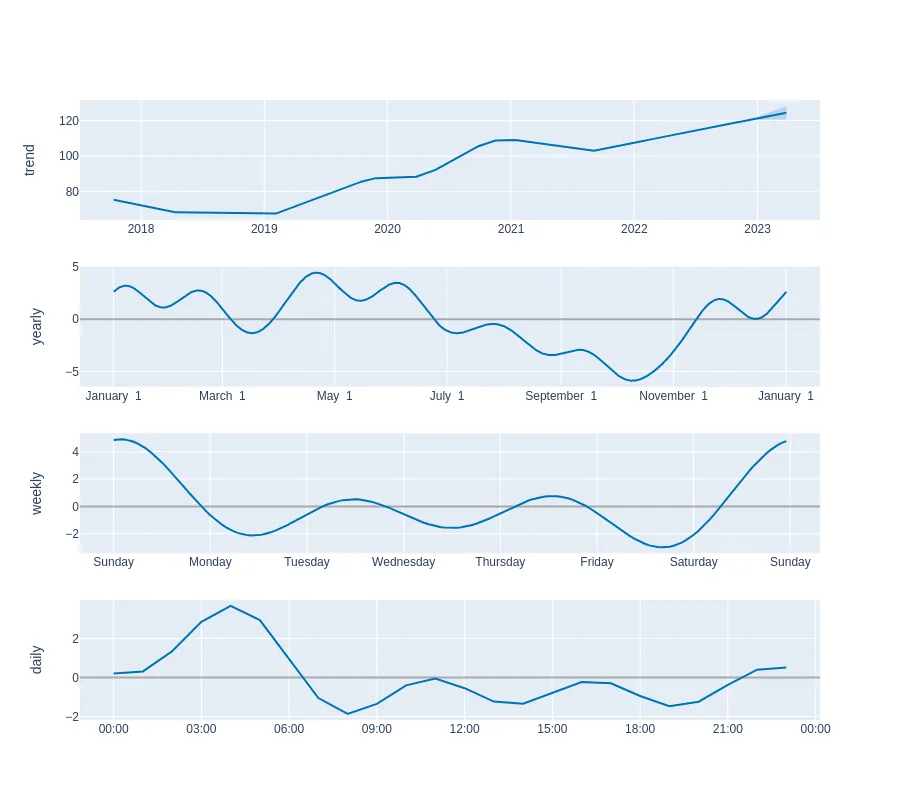 trend
120
100
80
2018 2019 2020 2021 2022 2023
yearly
5
0
−5
January 1 March 1 May 1 July 1 September 1 November 1 January 1
weekly
4
2
0
−2
Sunday Monday Tuesday Wednesday Thursday Friday Saturday Sunday
daily
2
0
−2
00:00 03:00 06:00 09:00 12:00 15:00 18:00 21:00 00:00